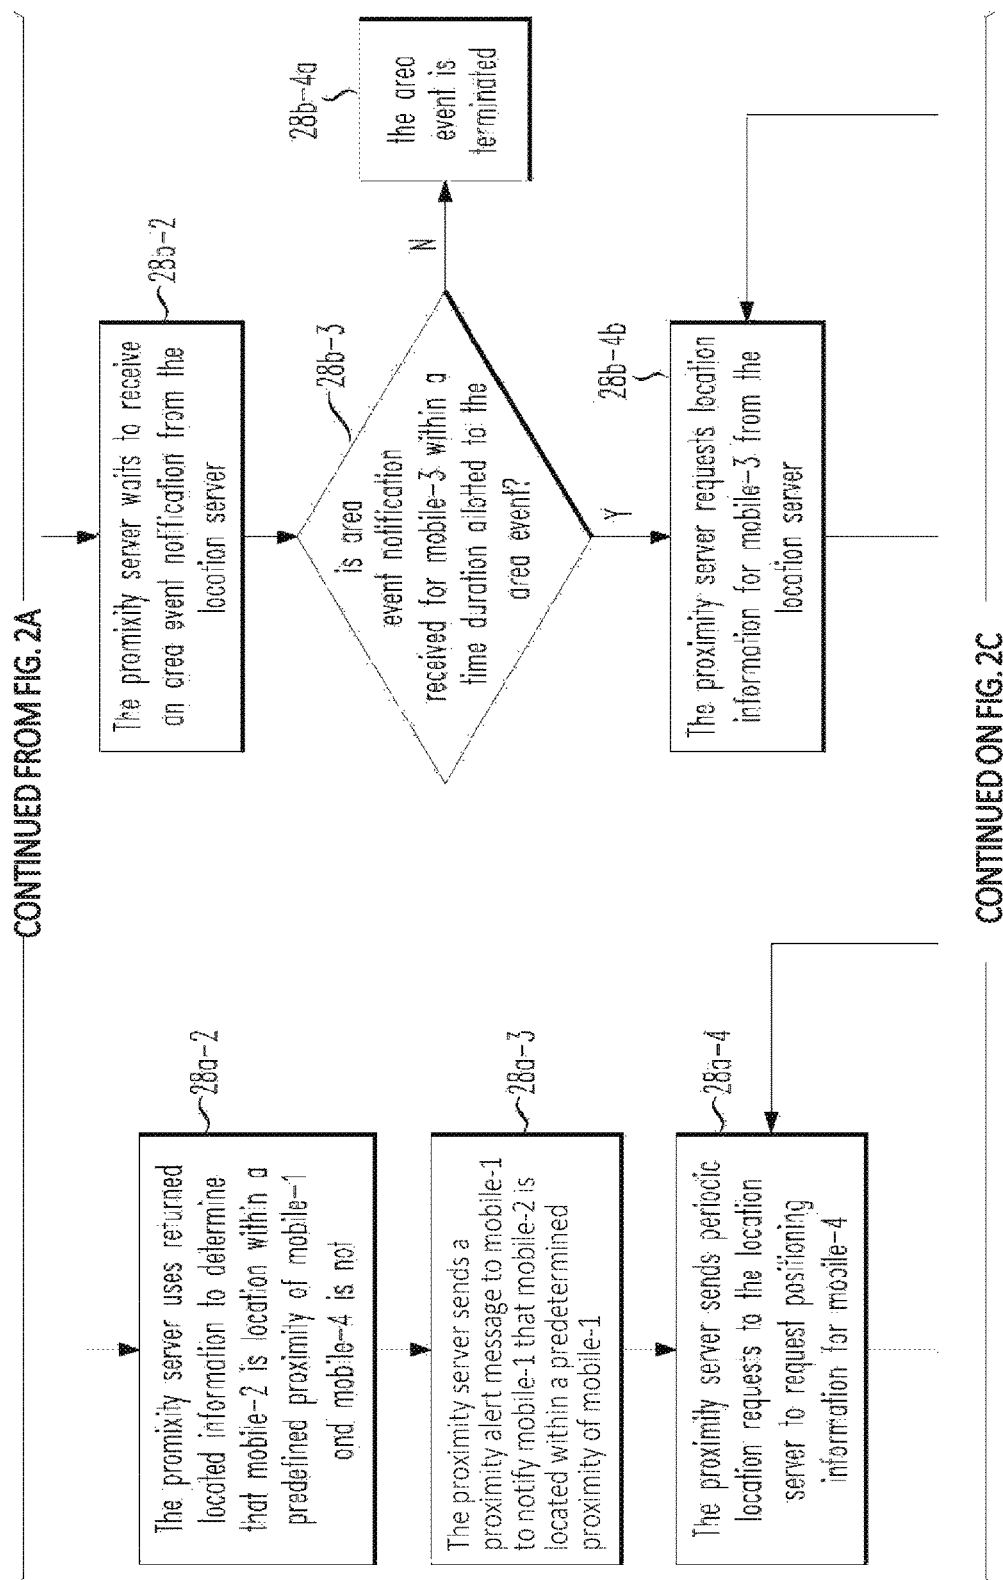 CONTINUED FROM FIG. 2A
The promixity server uses returned
located information to determine
that mobile-2 is location within a
predefined proximity of mobile-1
and mobile-4 is not
28a-2
The proximity server sends a
proximity alert message to mobile-1
to notify mobile-1 that mobile-2 is
located within a predetermined
proximity of mobile-1
28a-3
The proximity server sends periodic
location requests to the location
server to request positioning
information for mobile-4
28a-4
The promixity server waits to receive
an area event notification from the
location server
28b-2
is area
event notification
received for mobile-3 within a
time duration allotted to the
area event?
28b-3
N
the area
event is
terminated
28b-4a
Y
The proximity server requests location
information for mobile-3 from the
location server
28b-4b
CONTINUED ON FIG. 2C